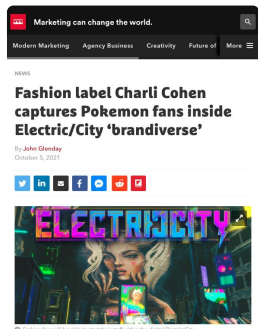 Marketing can change the world.
Modern Marketing Agency Business Creativity Future of More
NEWS
Fashion label Charli Cohen
captures Pokemon fans inside
Electric/City ‘brandiverse’
By John Glenday
October 5, 2021
ELECTRICITY